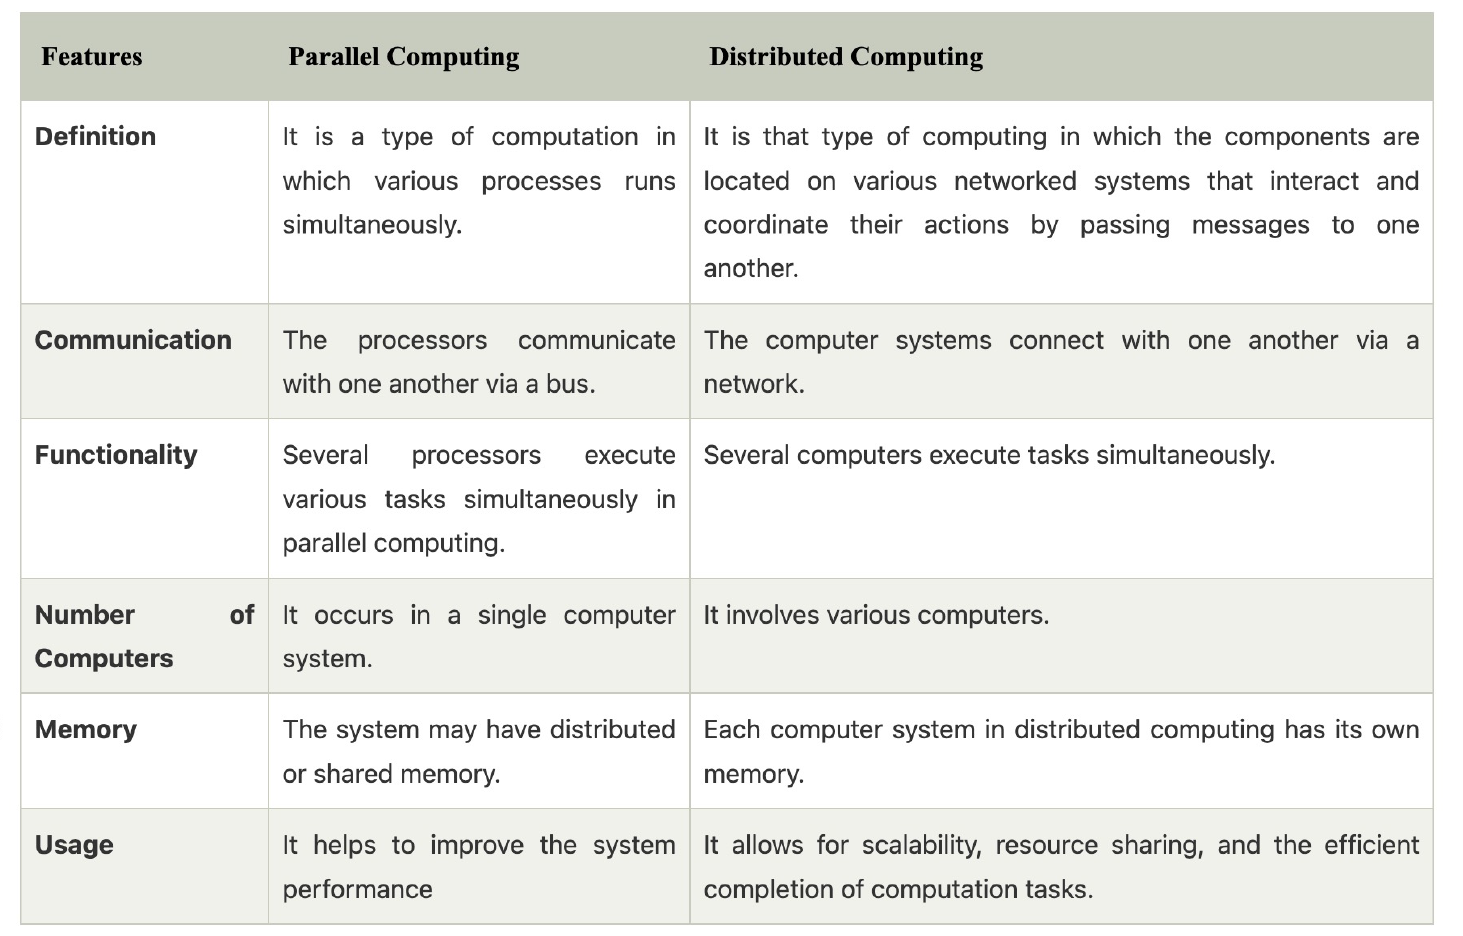 Features
Parallel Computing
Distributed Computing
Definition
It is a type of computation in
which various processes runs
simultaneously.
It is that type of computing in which the components are
located on various networked systems that interact and
coordinate their actions by passing messages to one
another.
Communication
The processors communicate
with one another via a bus.
The computer systems connect with one another via a
network.
Functionality
Several processors execute
various tasks simultaneously in
parallel computing.
Several computers execute tasks simultaneously.
Number of
Computers
It occurs in a single computer
system.
It involves various computers.
Memory
The system may have distributed
or shared memory.
Each computer system in distributed computing has its own
memory.
Usage
It helps to improve the system
performance
It allows for scalability, resource sharing, and the efficient
completion of computation tasks.